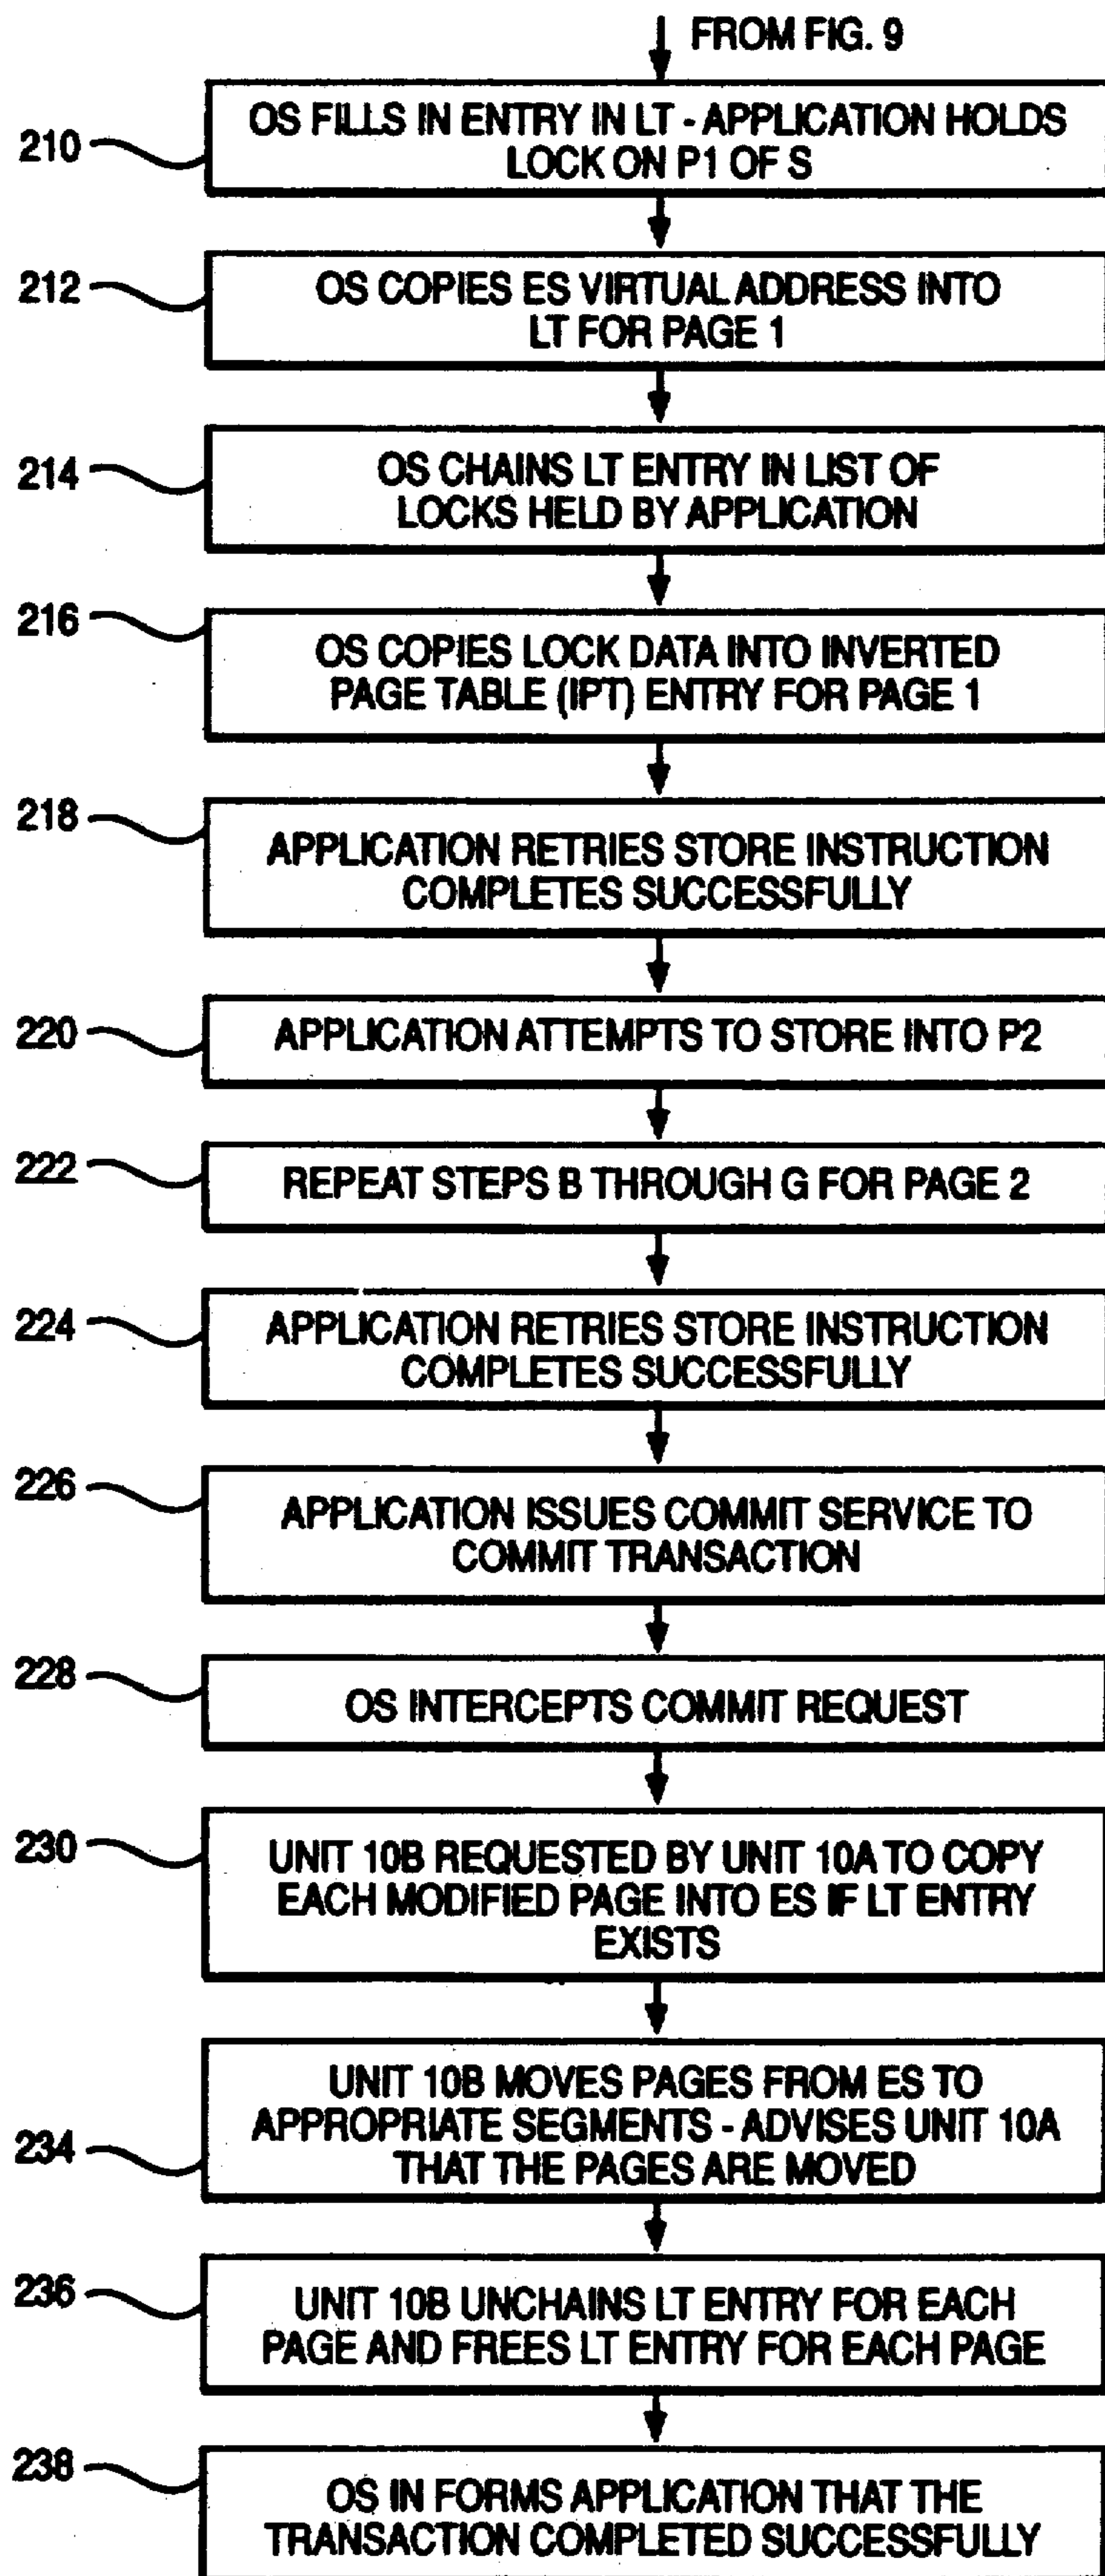 FROM FIG. 9
210
OS FILLS IN ENTRY IN LT - APPLICATION HOLDS
LOCK ON P1 OF S
212
OS COPIES ES VIRTUAL ADDRESS INTO
LT FOR PAGE 1
214
OS CHAINS LT ENTRY IN LIST OF
LOCKS HELD BY APPLICATION
216
OS COPIES LOCK DATA INTO INVERTED
PAGE TABLE (IPT) ENTRY FOR PAGE 1
218
APPLICATION RETRIES STORE INSTRUCTION
COMPLETES SUCCESSFULLY
220
APPLICATION ATTEMPTS TO STORE INTO P2
222
REPEAT STEPS B THROUGH G FOR PAGE 2
224
APPLICATION RETRIES STORE INSTRUCTION
COMPLETES SUCCESSFULLY
226
APPLICATION ISSUES COMMIT SERVICE TO
COMMIT TRANSACTION
228
OS INTERCEPTS COMMIT REQUEST
230
UNIT 10B REQUESTED BY UNIT 10A TO COPY
EACH MODIFIED PAGE INTO ES IF LT ENTRY
EXISTS
234
UNIT 10B MOVES PAGES FROM ES TO
APPROPRIATE SEGMENTS - ADVISES UNIT 10A
THAT THE PAGES ARE MOVED
236
UNIT 10B UNCHAINS LT ENTRY FOR EACH
PAGE AND FREES LT ENTRY FOR EACH PAGE
238
OS IN FORMS APPLICATION THAT THE
TRANSACTION COMPLETED SUCCESSFULLY